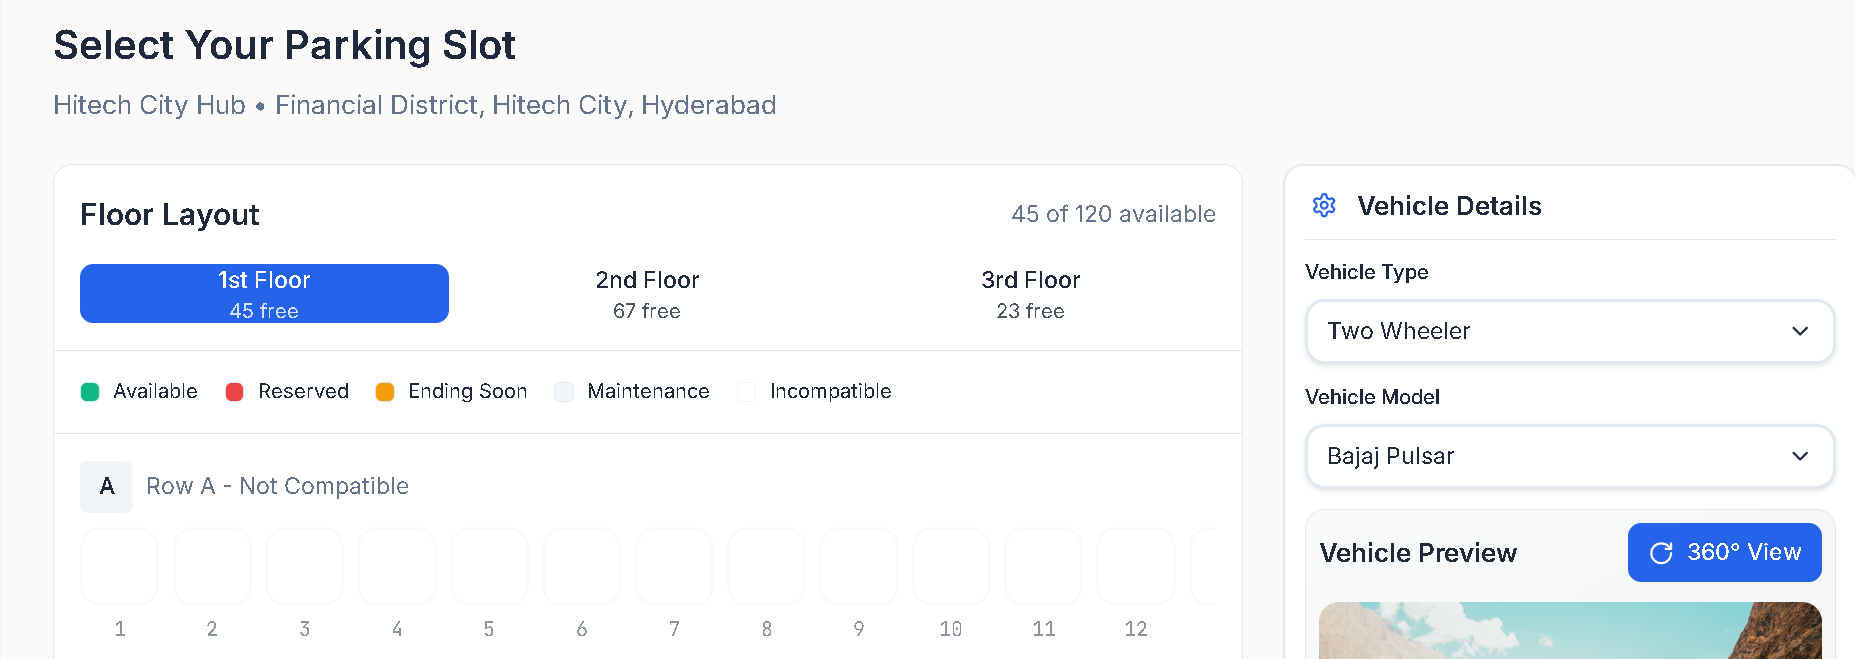 Select Your Parking Slot
Hitech City Hub • Financial District, Hitech City, Hyderabad
Floor Layout
45 of 120 available
1st Floor
45 free
2nd Floor
67 free
3rd Floor
23 free
Available
Reserved
Ending Soon
Maintenance
Incompatible
A
Row A - Not Compatible
1 2 3 4 5 6 7 8 9 10 11 12
Vehicle Details
Vehicle Type
Two Wheeler
Vehicle Model
Bajaj Pulsar
Vehicle Preview
360° View